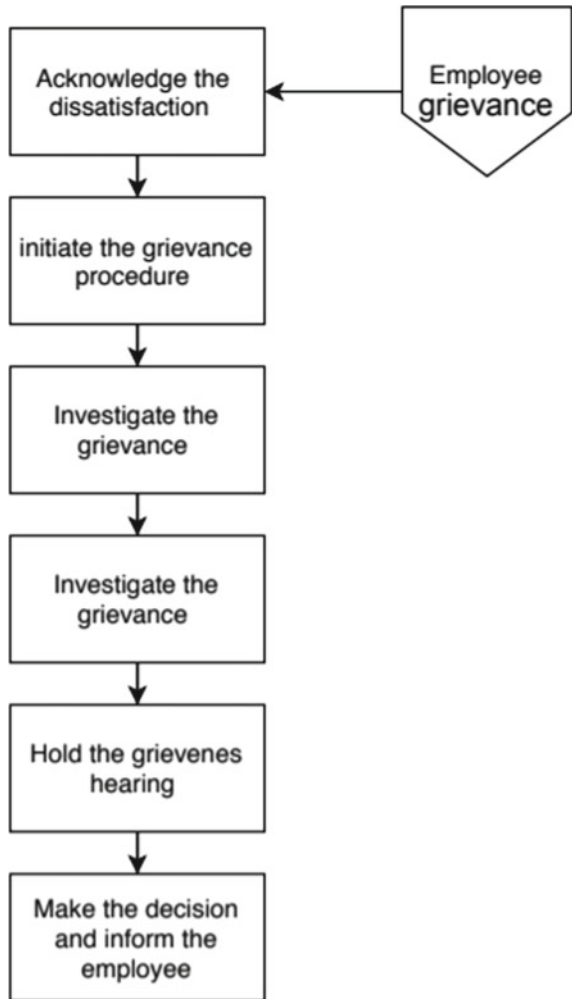 Acknowledge the
dissatisfaction
Employee
grievance
initiate the grievance
procedure
Investigate the
grievance
Investigate the
grievance
Hold the grievenes
hearing
Make the decision
and inform the
employee